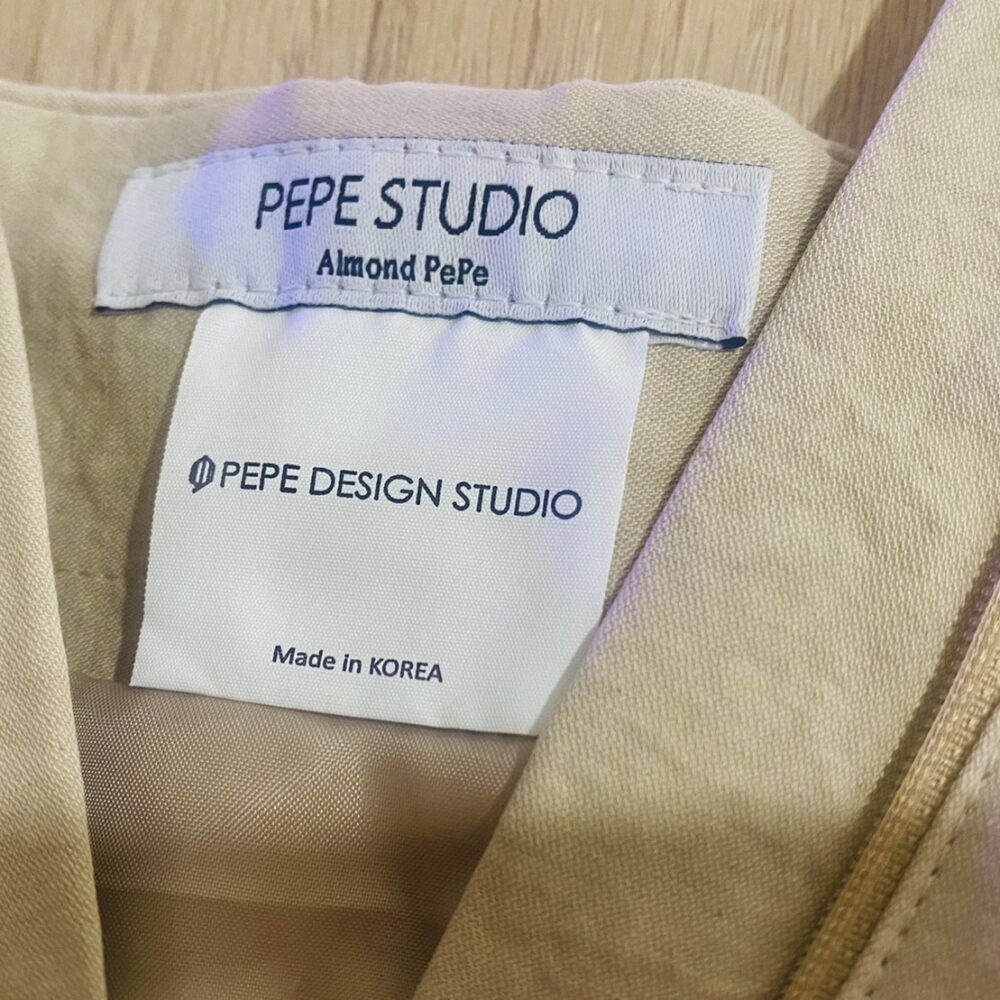 PEPE STUDIO
Almond PePe
PEPE DESIGN STUDIO
Made in KOREA